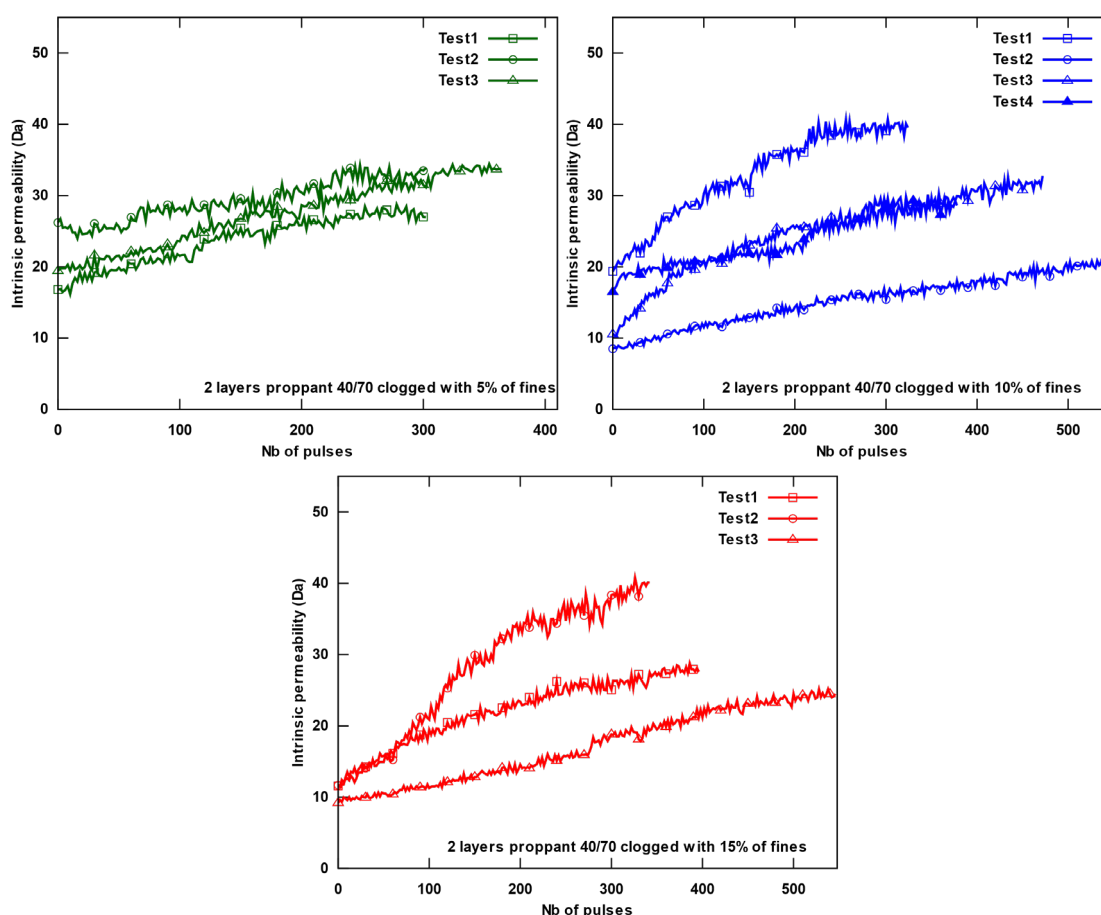 Test1
Test2
Test3
50
40
30
20
10
0
Intrinsic permeability (Da)
2 layers proppant 40/70 clogged with 5% of fines
0 100 200 300 400
Nb of pulses
Test1
Test2
Test3
Test4
50
40
30
20
10
0
Intrinsic permeability (Da)
2 layers proppant 40/70 clogged with 10% of fines
0 100 200 300 400 500
Nb of pulses
Test1
Test2
Test3
50
40
30
20
10
0
Intrinsic permeability (Da)
2 layers proppant 40/70 clogged with 15% of fines
0 100 200 300 400 500
Nb of pulses